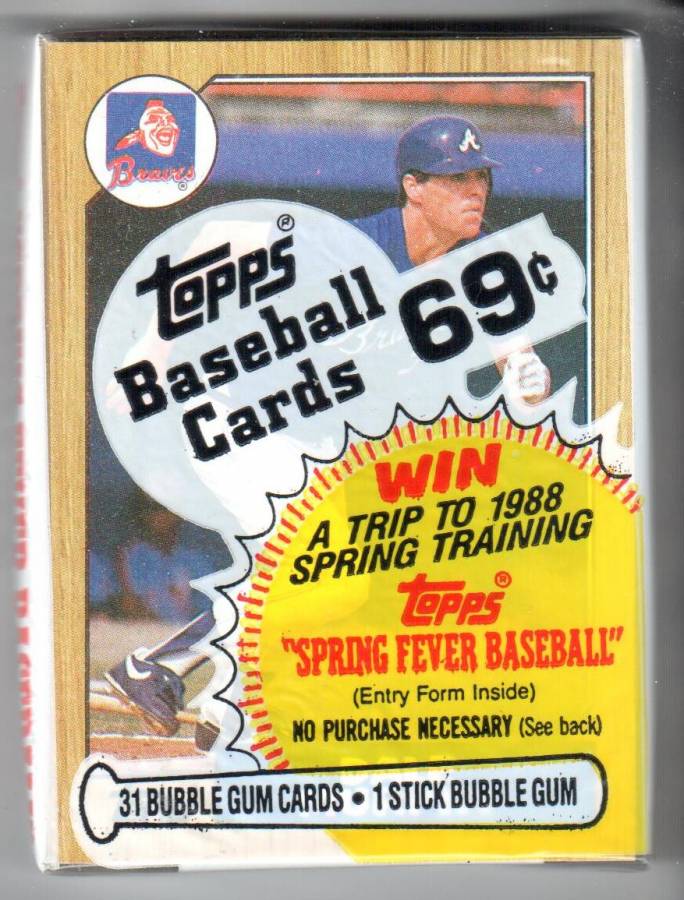 Braves®
A
Topps®
Baseball
Cards
69¢
WIN
A TRIP TO 1988
SPRING TRAINING
Topps®
"SPRING FEVER BASEBALL"
(Entry Form Inside)
NO PURCHASE NECESSARY (See back)
31 BUBBLE GUM CARDS • 1 STICK BUBBLE GUM